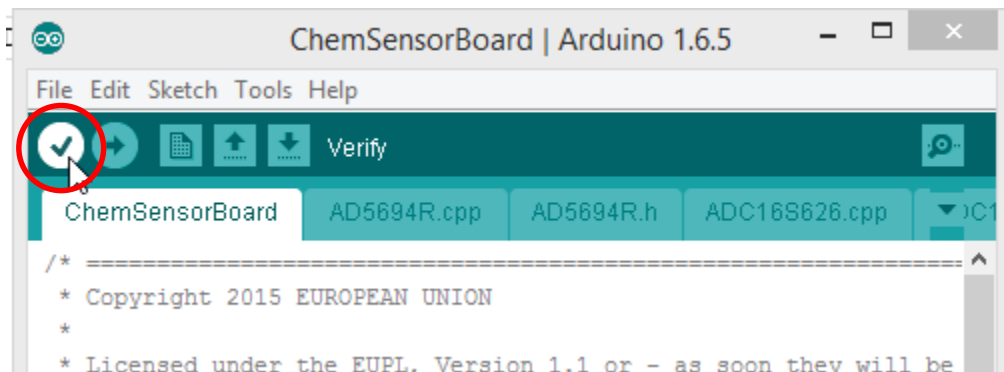 ChemSensorBoard | Arduino 1.6.5
File Edit Sketch Tools Help
Verify
ChemSensorBoard AD5694R.cpp AD5694R.h ADC16S626.cpp
/* ==============================================================
* Copyright 2015 EUROPEAN UNION
*
* Licensed under the EUPL, Version 1.1 or - as soon they will be